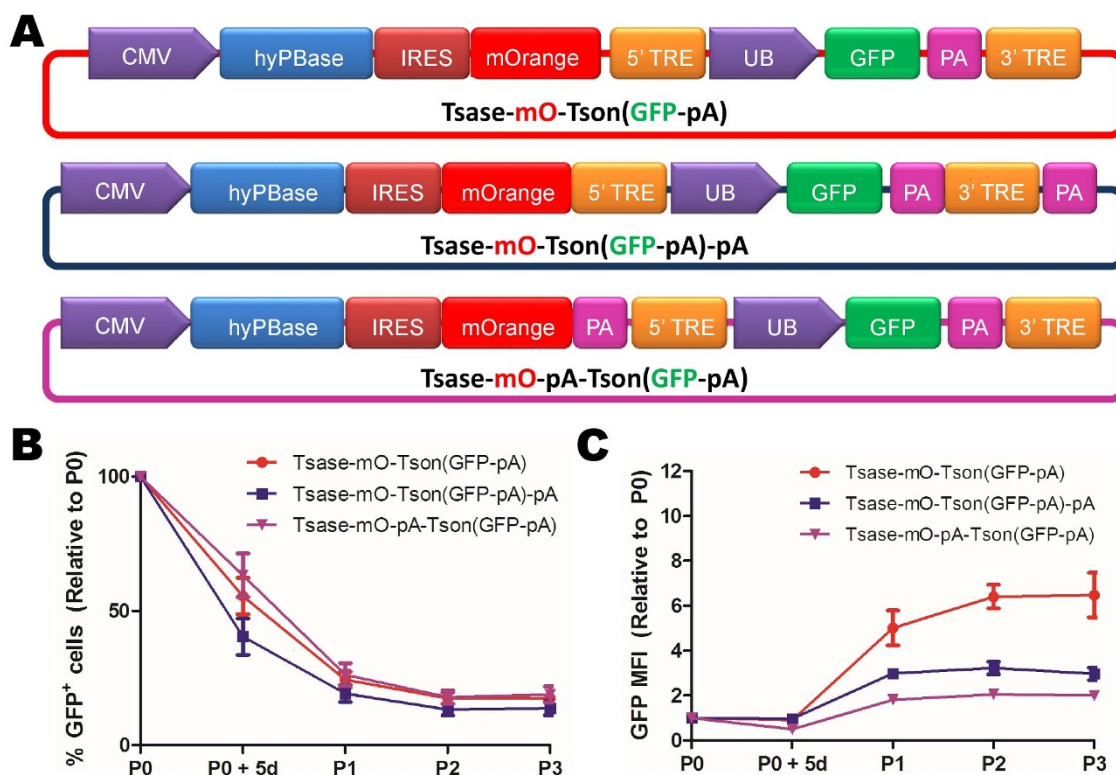 A
CMV hyPBase IRES mOrange 5’ TRE UB GFP PA 3’ TRE
Tsase-mO-Tson(GFP-pA)
CMV hyPBase IRES mOrange 5’ TRE UB GFP PA 3’ TRE PA
Tsase-mO-Tson(GFP-pA)-pA
CMV hyPBase IRES mOrange PA 5’ TRE UB GFP PA 3’ TRE
Tsase-mO-pA-Tson(GFP-pA)
B
% GFP+ cells (Relative to P0)
100
50
0
Tsase-mO-Tson(GFP-pA)
Tsase-mO-Tson(GFP-pA)-pA
Tsase-mO-pA-Tson(GFP-pA)
P0 P0 + 5d P1 P2 P3
C
GFP MFI (Relative to P0)
12
10
8
6
4
2
0
Tsase-mO-Tson(GFP-pA)
Tsase-mO-Tson(GFP-pA)-pA
Tsase-mO-pA-Tson(GFP-pA)
P0 P0 + 5d P1 P2 P3